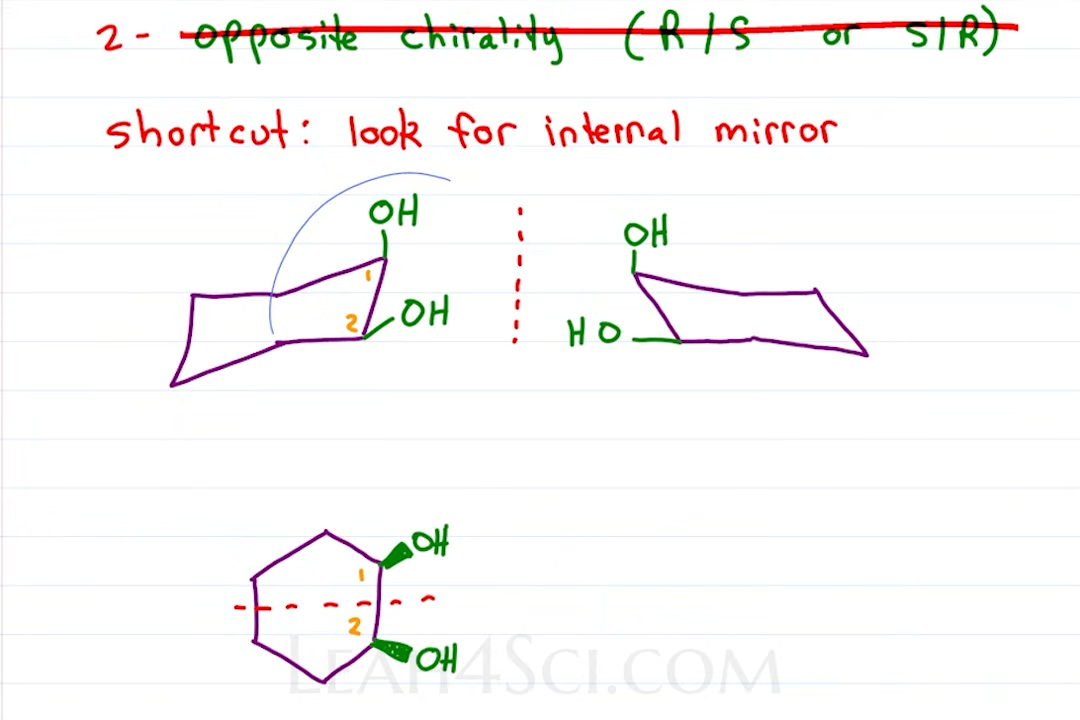 2- opposite chirality (R/S or S/R)
shortcut: look for internal mirror
OH
1
2 OH
OH
HO
OH
1
2
OH
LEAH4SCI.COM